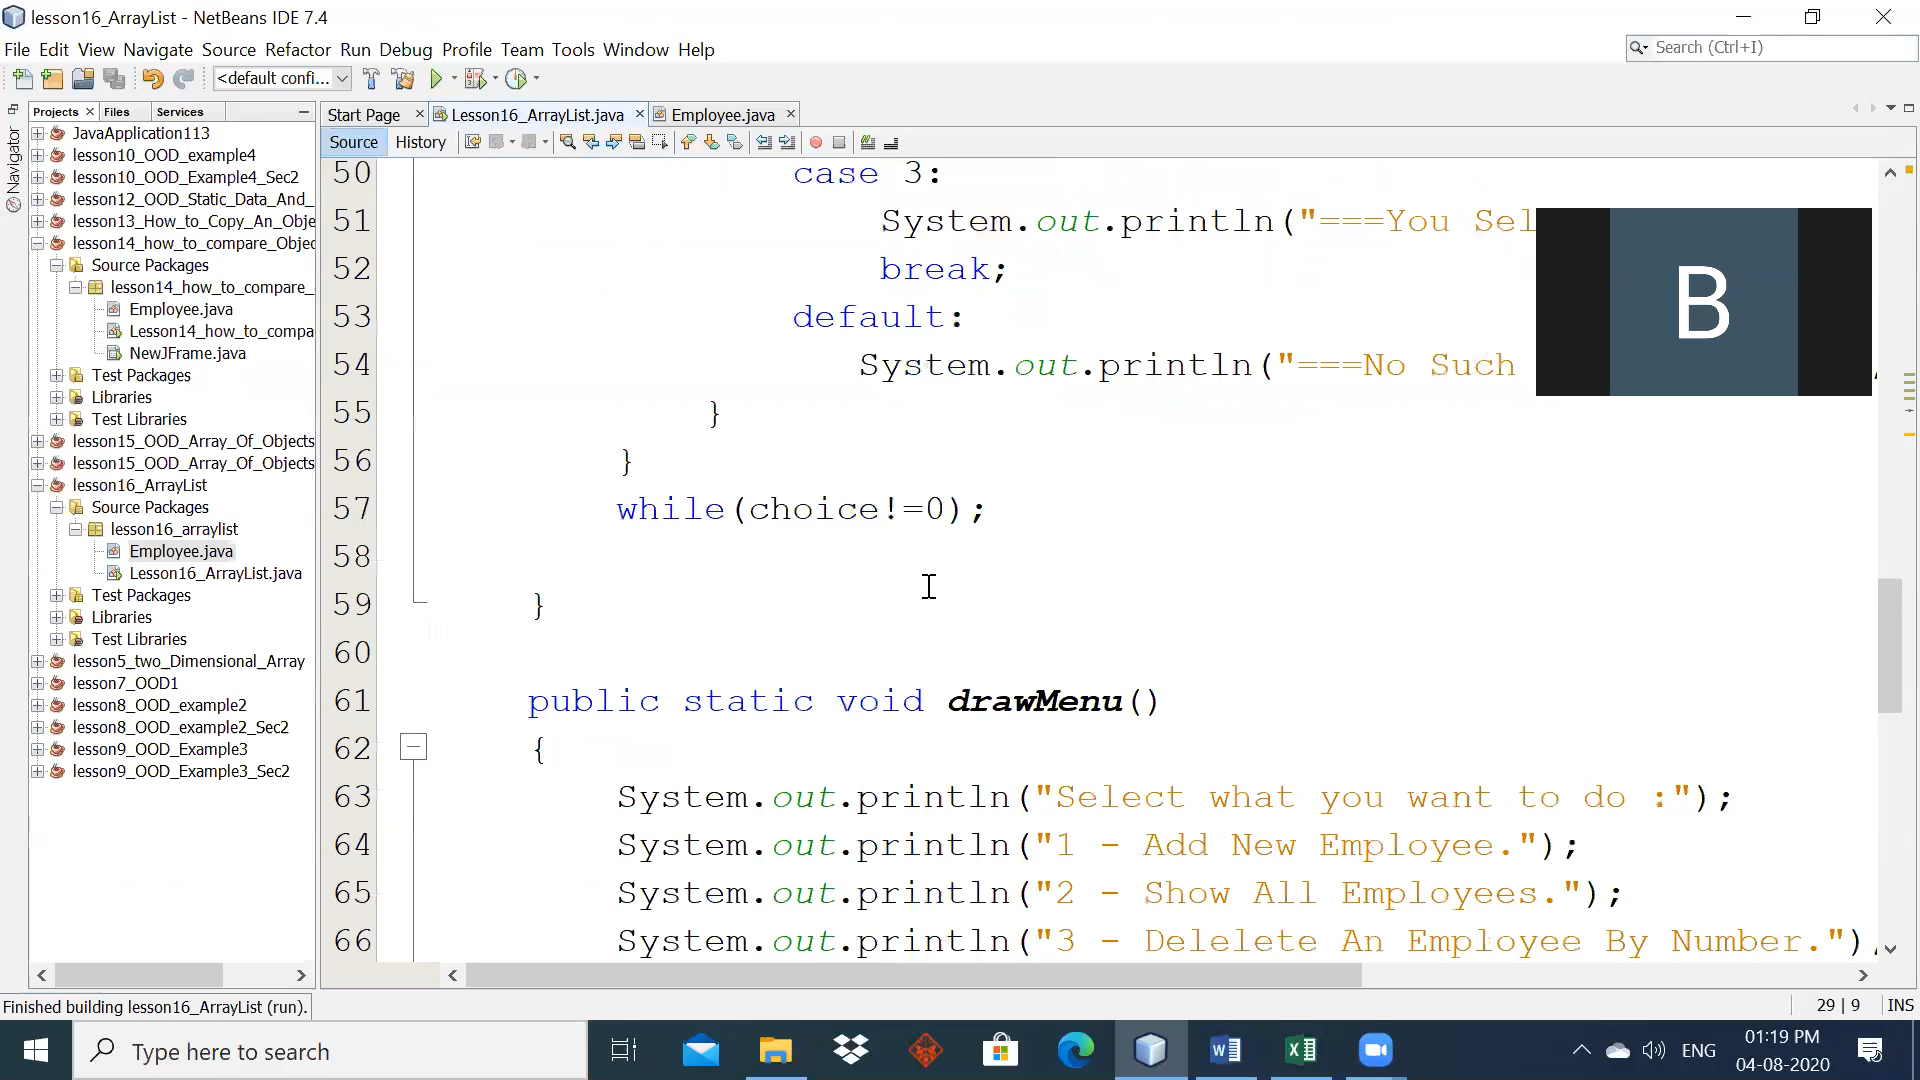 lesson16_ArrayList - NetBeans IDE 7.4
File Edit View Navigate Source Refactor Run Debug Profile Team Tools Window Help
Search (Ctrl+I)
<default confi...
Projects Files Services
Start Page Lesson16_ArrayList.java Employee.java
Source History
Navigator
JavaApplication113
lesson10_OOD_example4
lesson10_OOD_Example4_Sec2
lesson12_OOD_Static_Data_And_
lesson13_How_to_Copy_An_Obje
lesson14_how_to_compare_Objec
Source Packages
lesson14_how_to_compare_
Employee.java
Lesson14_how_to_compa
NewJFrame.java
Test Packages
Libraries
Test Libraries
lesson15_OOD_Array_Of_Objects
lesson15_OOD_Array_Of_Objects
lesson16_ArrayList
Source Packages
lesson16_arraylist
Employee.java
Lesson16_ArrayList.java
Test Packages
Libraries
Test Libraries
lesson5_two_Dimensional_Array
lesson7_OOD1
lesson8_OOD_example2
lesson8_OOD_example2_Sec2
lesson9_OOD_Example3
lesson9_OOD_Example3_Sec2
50 case 3:
51 System.out.println("===You Sel
52 break;
53 default:
54 System.out.println("===No Such
55 }
56 }
57 while(choice!=0);
58
59 }
60
61 public static void drawMenu()
62 {
63 System.out.println("Select what you want to do :");
64 System.out.println("1 - Add New Employee.");
65 System.out.println("2 - Show All Employees.");
66 System.out.println("3 - Delelete An Employee By Number.")
B
Finished building lesson16_ArrayList (run).
29 | 9 INS
Type here to search
ENG
01:19 PM
04-08-2020